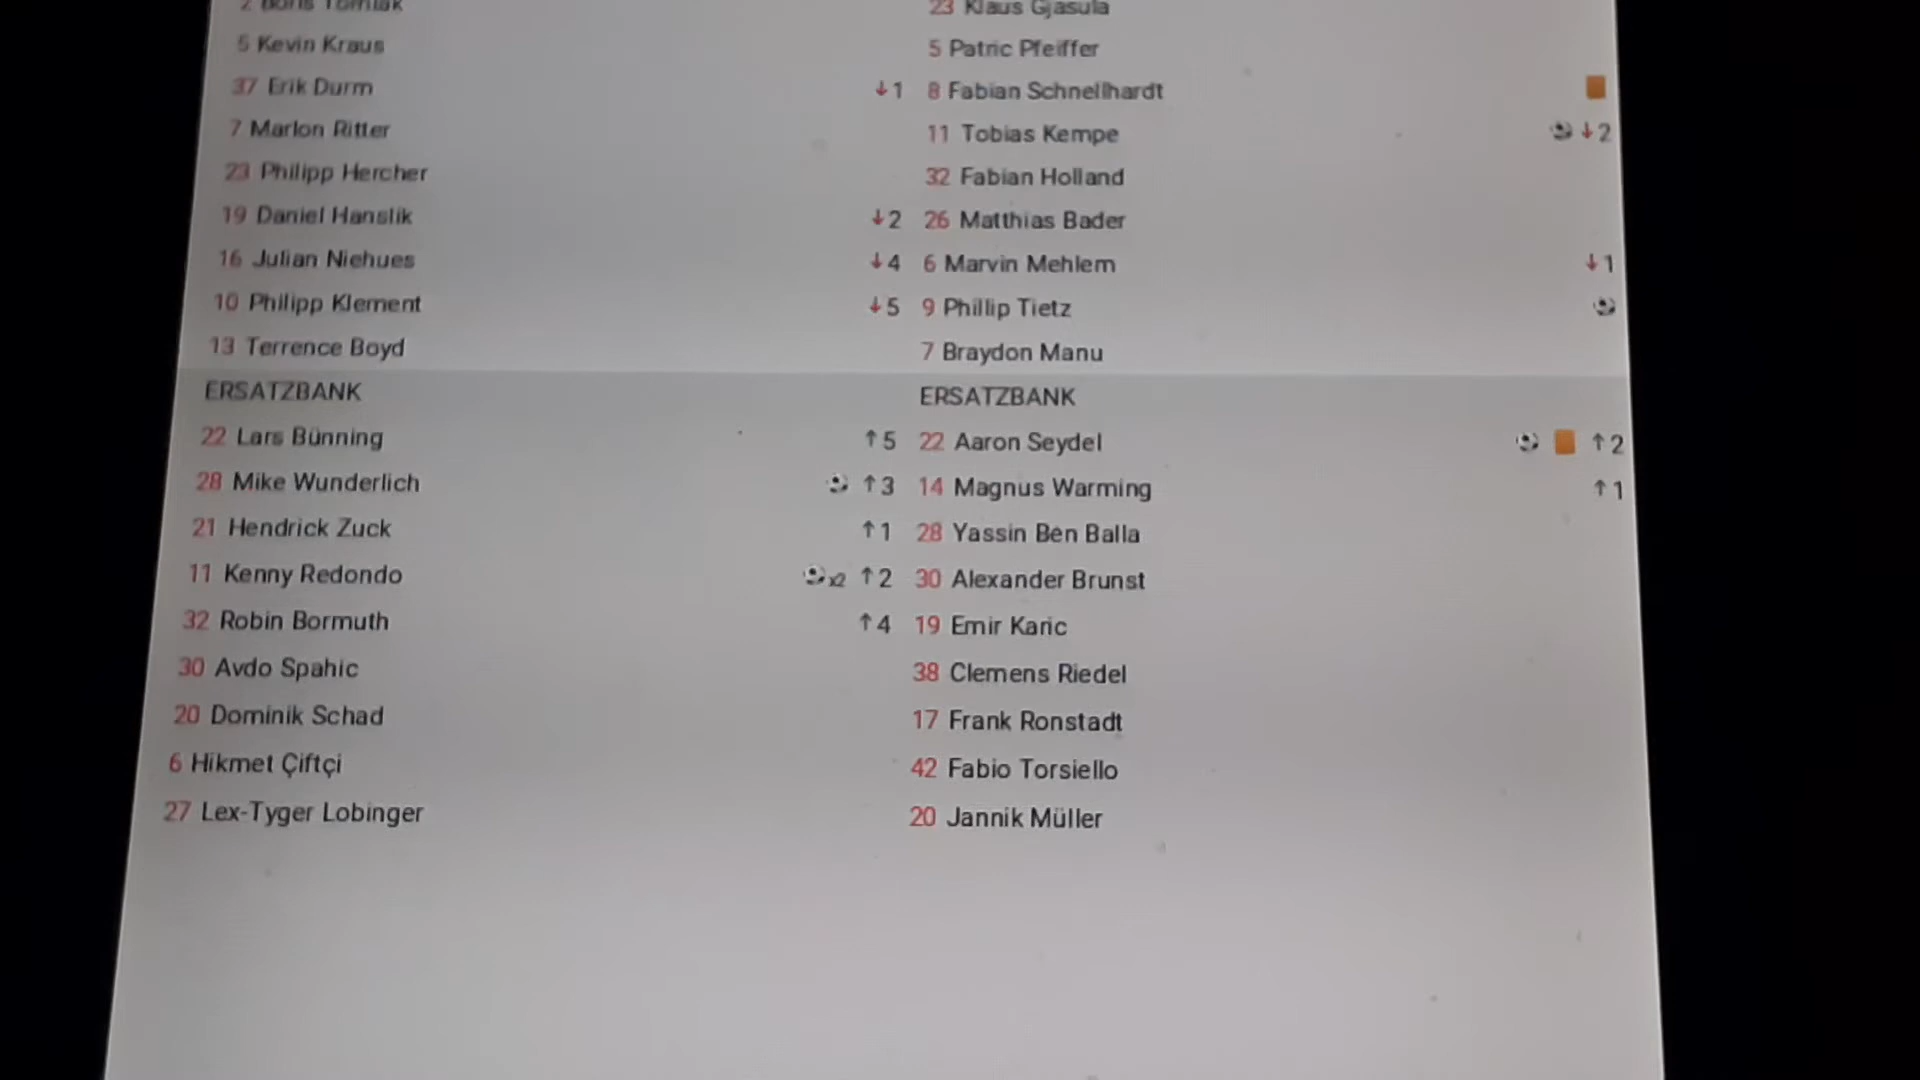 2 Boris Tomiak 23 Klaus Gjasula
5 Kevin Kraus 5 Patric Pfeiffer
37 Erik Durm ↓1 8 Fabian Schnellhardt
7 Marlon Ritter 11 Tobias Kempe ↓2
23 Philipp Hercher 32 Fabian Holland
19 Daniel Hanslik ↓2 26 Matthias Bader
16 Julian Niehues ↓4 6 Marvin Mehlem ↓1
10 Philipp Klement ↓5 9 Phillip Tietz
13 Terrence Boyd 7 Braydon Manu
ERSATZBANK ERSATZBANK
22 Lars Bünning ↑5 22 Aaron Seydel ↑2
28 Mike Wunderlich ↑3 14 Magnus Warming ↑1
21 Hendrick Zuck ↑1 28 Yassin Ben Balla
11 Kenny Redondo x2 ↑2 30 Alexander Brunst
32 Robin Bormuth ↑4 19 Emir Karic
30 Avdo Spahic 38 Clemens Riedel
20 Dominik Schad 17 Frank Ronstadt
6 Hikmet Çiftçi 42 Fabio Torsiello
27 Lex-Tyger Lobinger 20 Jannik Müller